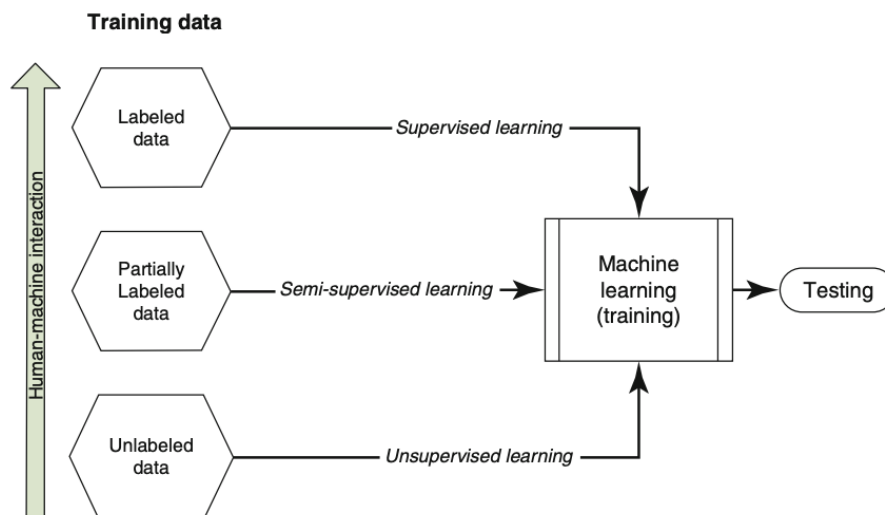 Training data
Human-machine interaction
Labeled
data
Supervised learning
Partially
Labeled
data
Semi-supervised learning
Machine
learning
(training)
Testing
Unlabeled
data
Unsupervised learning